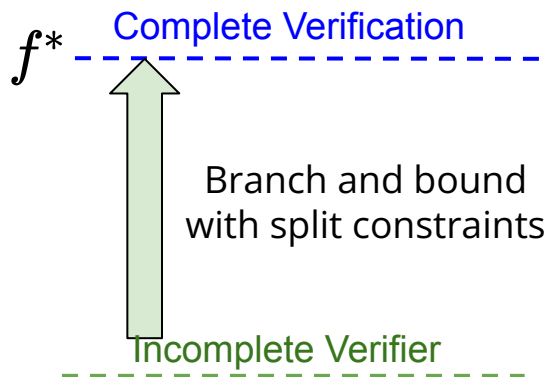 Complete Verification
f*
Branch and bound
with split constraints
Incomplete Verifier